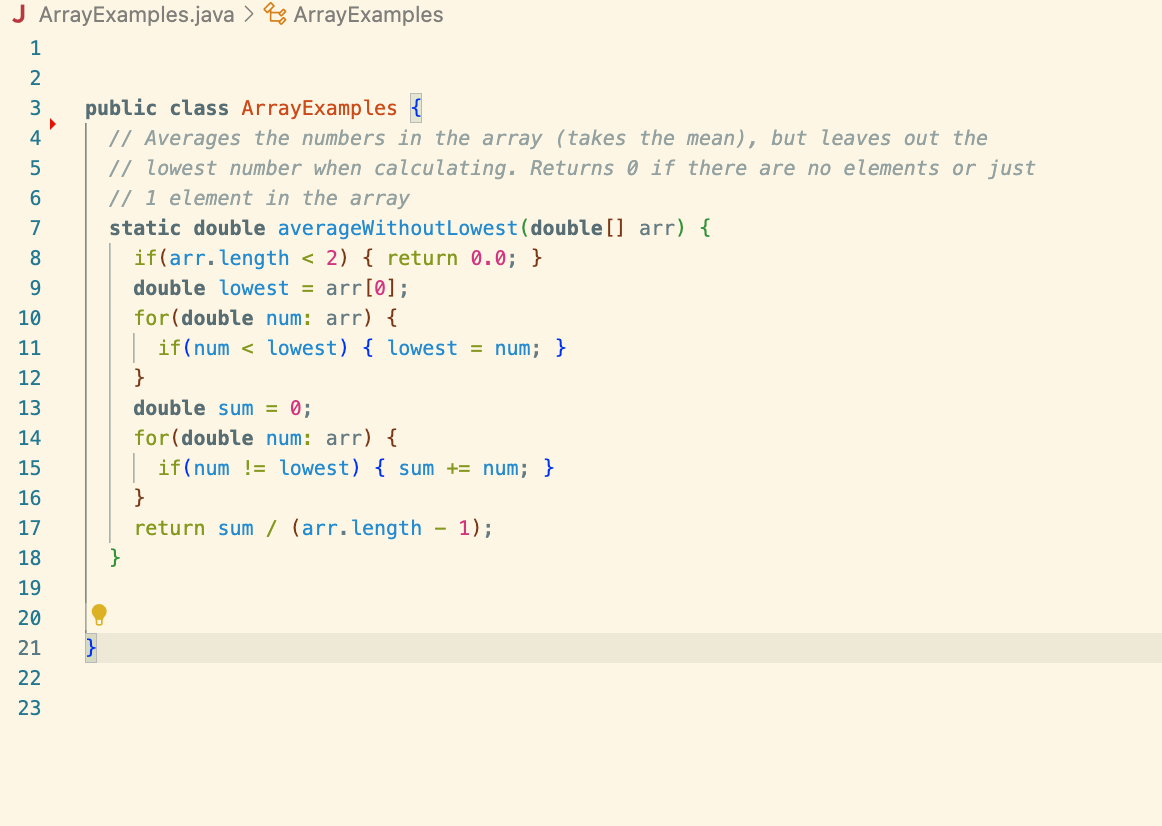 J ArrayExamples.java > ArrayExamples
1
2
3 public class ArrayExamples {
4 // Averages the numbers in the array (takes the mean), but leaves out the
5 // lowest number when calculating. Returns 0 if there are no elements or just
6 // 1 element in the array
7 static double averageWithoutLowest(double[] arr) {
8 if(arr.length < 2) { return 0.0; }
9 double lowest = arr[0];
10 for(double num: arr) {
11 if(num < lowest) { lowest = num; }
12 }
13 double sum = 0;
14 for(double num: arr) {
15 if(num != lowest) { sum += num; }
16 }
17 return sum / (arr.length - 1);
18 }
19
20
21 }
22
23